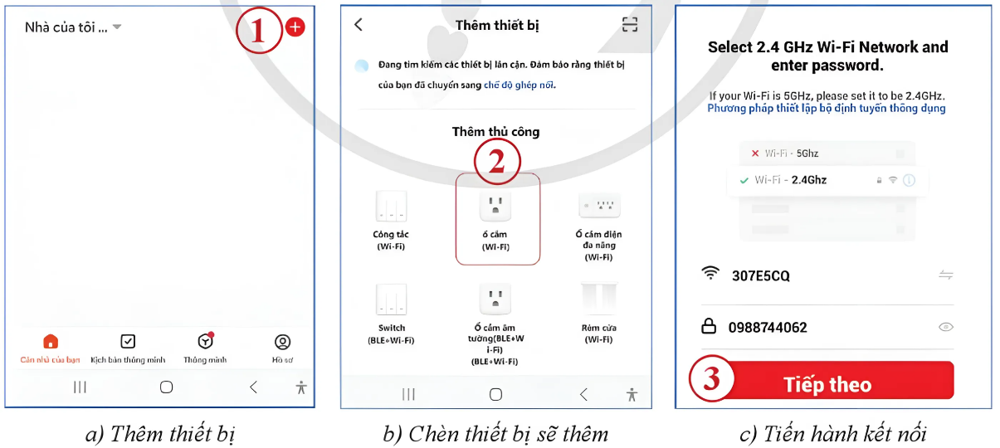 Nhà của tôi ...
1
Căn nhà của bạn
Kịch bản thông minh
Thông minh
Hồ sơ
a) Thêm thiết bị
Thêm thiết bị
Đang tìm kiếm các thiết bị lân cận. Đảm bảo rằng thiết bị
của bạn đã chuyển sang chế độ ghép nối.
Thêm thủ công
2
Công tắc
(Wi-Fi)
ổ cắm
(Wi-Fi)
Ổ cắm điện
đa năng
(Wi-Fi)
Switch
(BLE+Wi-Fi)
Ổ cắm âm
tường(BLE+W
i-Fi)
(BLE+Wi-Fi)
Rèm cửa
(Wi-Fi)
b) Chèn thiết bị sẽ thêm
Select 2.4 GHz Wi-Fi Network and
enter password.
If your Wi-Fi is 5GHz, please set it to be 2.4GHz.
Phương pháp thiết lập bộ định tuyến thông dụng
Wi-Fi - 5Ghz
Wi-Fi - 2.4Ghz
307E5CQ
0988744062
3
Tiếp theo
c) Tiến hành kết nối